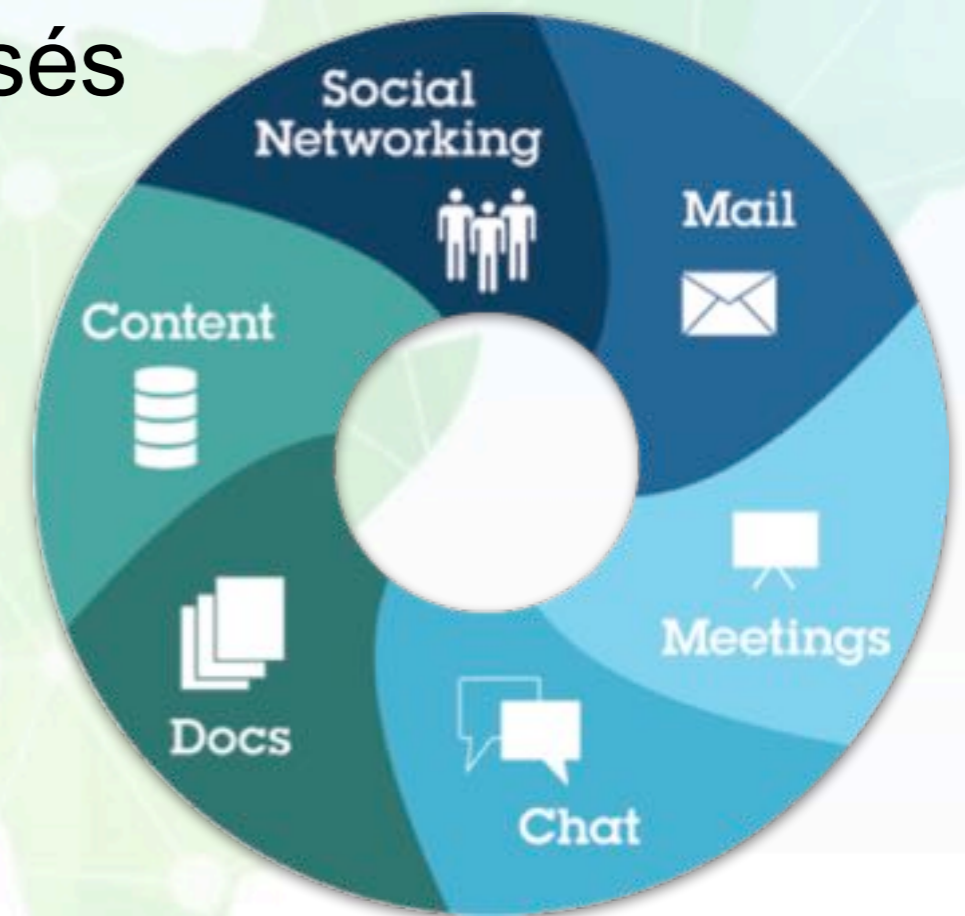 sés
Social
Networking
Mail
Content
Meetings
Docs
Chat